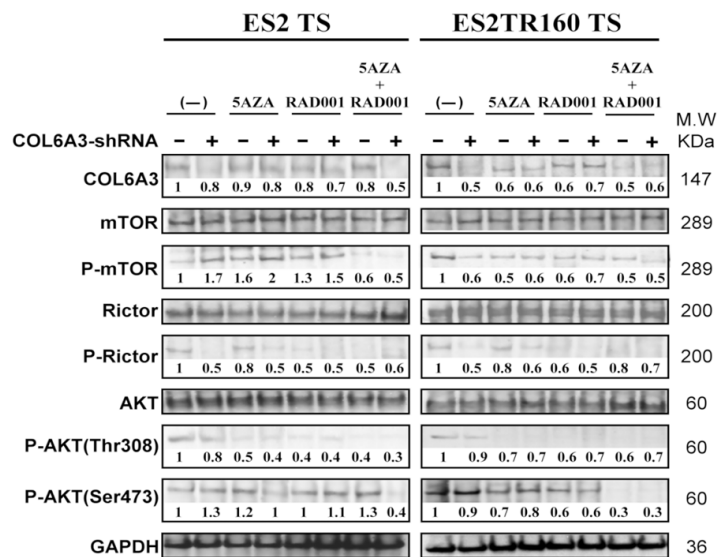 ES2 TS ES2TR160 TS
(−) 5AZA RAD001 5AZA + RAD001 (−) 5AZA RAD001 5AZA + RAD001 M.W
COL6A3-shRNA − + − + − + − + − + − + − + − + KDa
COL6A3 147
1 0.8 0.9 0.8 0.8 0.7 0.8 0.5 1 0.5 0.6 0.6 0.6 0.7 0.5 0.6
mTOR 289
P-mTOR 289
1 1.7 1.6 2 1.3 1.5 0.6 0.5 1 0.6 0.5 0.6 0.6 0.7 0.5 0.5
Rictor 200
P-Rictor 200
1 0.5 0.8 0.5 0.5 0.5 0.5 0.6 1 0.5 0.8 0.6 0.6 0.5 0.8 0.7
AKT 60
P-AKT(Thr308) 60
1 0.8 0.5 0.4 0.4 0.4 0.4 0.3 1 0.9 0.7 0.7 0.6 0.7 0.6 0.7
P-AKT(Ser473) 60
1 1.3 1.2 1 1 1.1 1.3 0.4 1 0.9 0.7 0.8 0.6 0.6 0.3 0.3
GAPDH 36